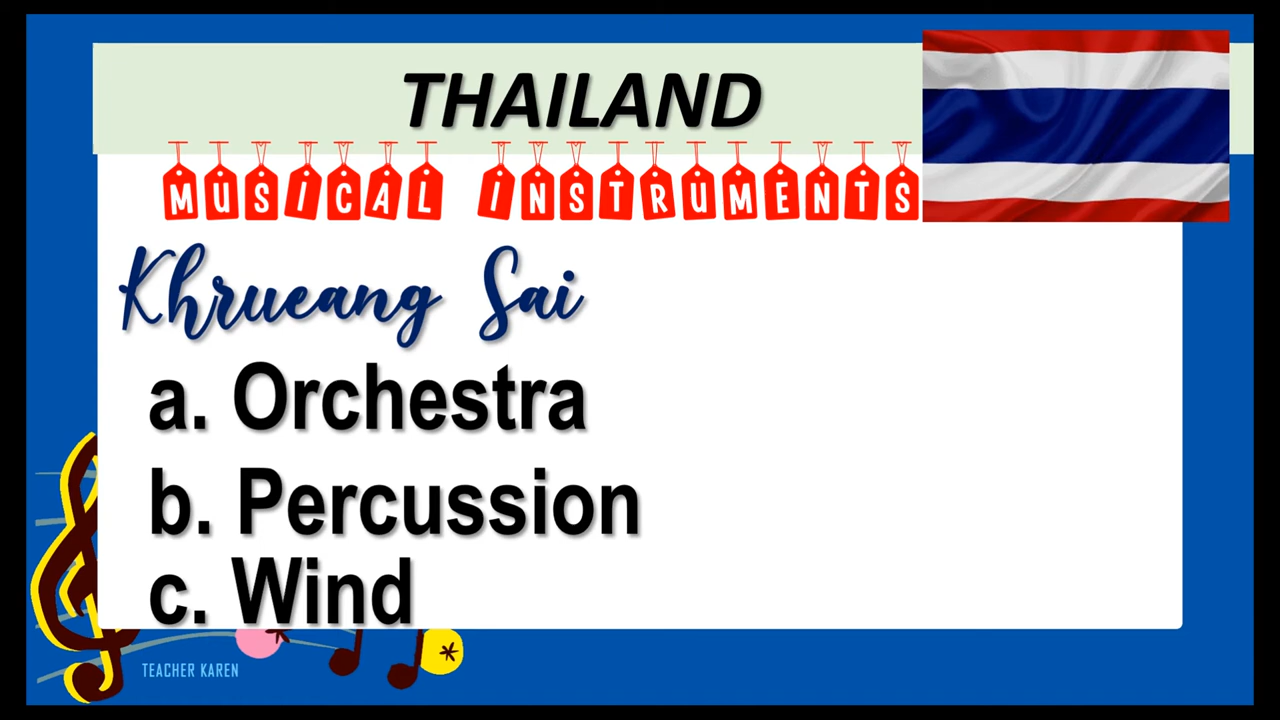 THAILAND
MUSICAL INSTRUMENTS
Khrueang Sai
a. Orchestra
b. Percussion
c. Wind
TEACHER KAREN